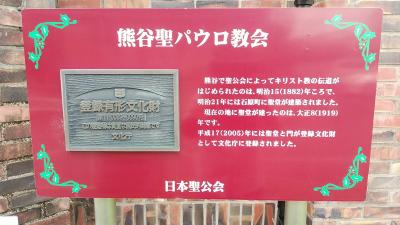 熊谷聖パウロ教会
登録有形文化財
文化庁
熊谷で聖公会によってキリスト教の伝道が
はじめられたのは、明治15(1882)年ころで、
明治21年には石原町に聖堂が建築されました。
現在の地に聖堂が建ったのは、大正8(1919)
年です。
平成17(2005)年には聖堂と門が登録文化財
として文化庁に登録されました。
日本聖公会